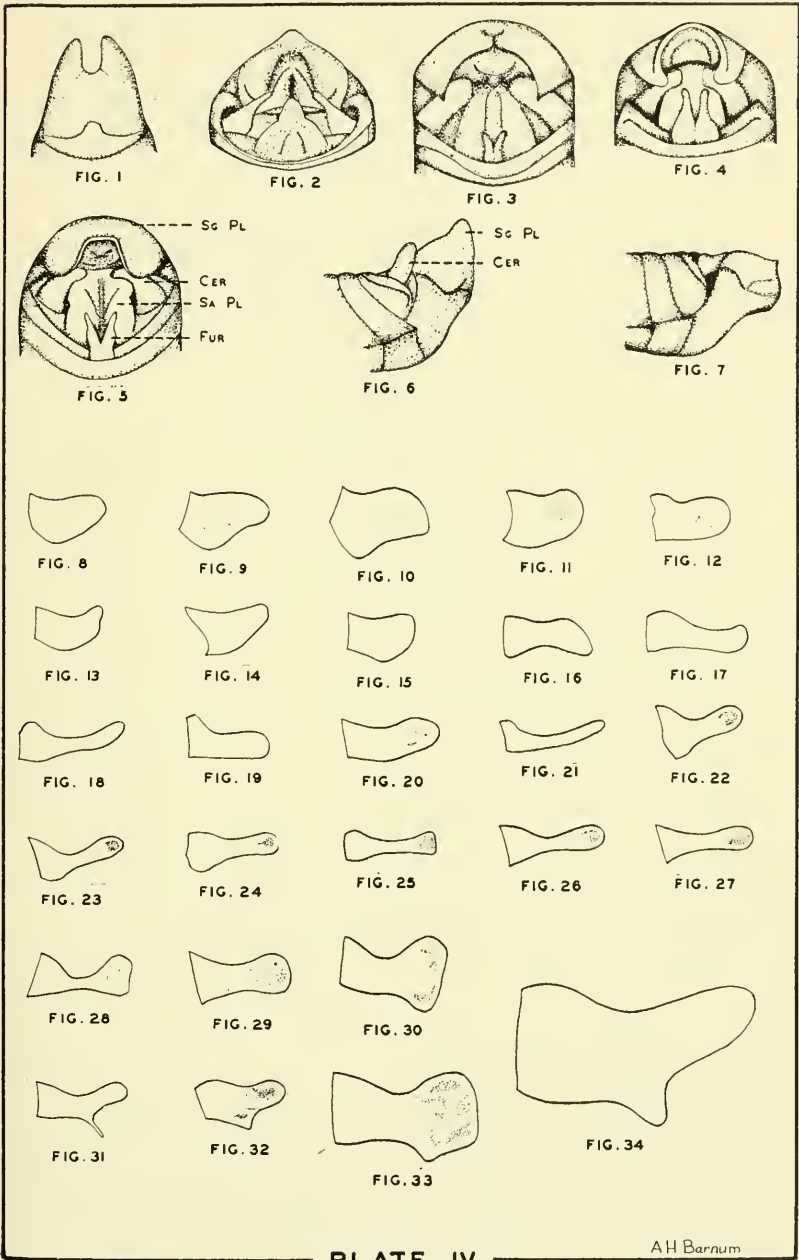 FIG. 1
FIG. 2
FIG. 3
FIG. 4
SG PL
CER
SA PL
FUR
FIG. 5
SG PL
CER
FIG. 6
FIG. 7
FIG. 8
FIG. 9
FIG. 10
FIG. 11
FIG. 12
FIG. 13
FIG. 14
FIG. 15
FIG. 16
FIG. 17
FIG. 18
FIG. 19
FIG. 20
FIG. 21
FIG. 22
FIG. 23
FIG. 24
FIG. 25
FIG. 26
FIG. 27
FIG. 28
FIG. 29
FIG. 30
FIG. 31
FIG. 32
FIG. 33
FIG. 34
PLATE IV
A H Barnum